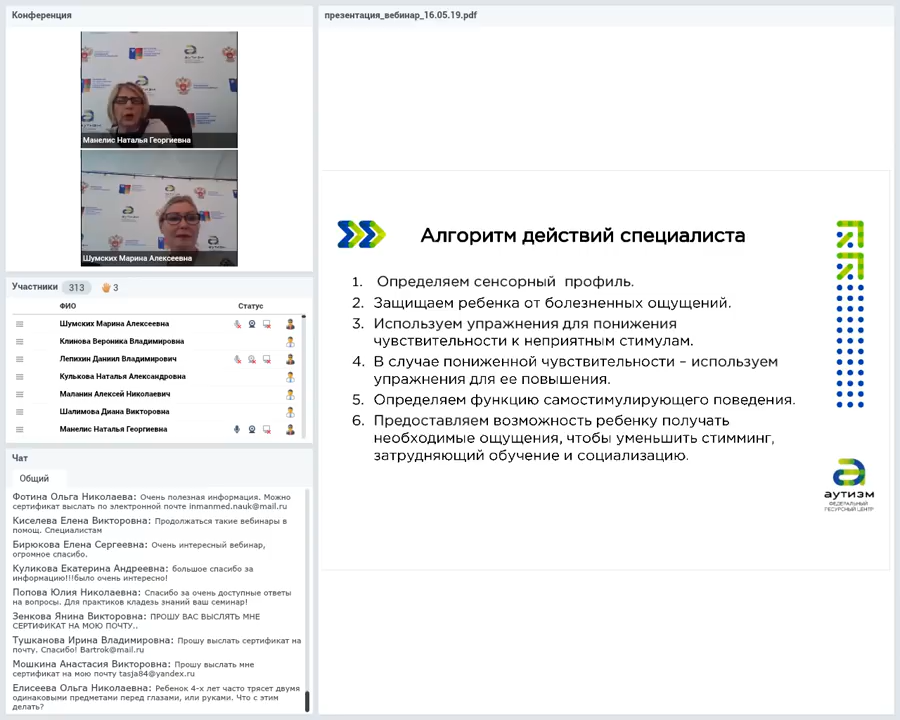 Конференция
Манелис Наталья Георгиевна
Шумских Марина Алексеевна
Участники 313 3
ФИО Статус
Шумских Марина Алексеевна
Клинова Вероника Владимировна
Лепихин Даниил Владимирович
Кулькова Наталья Александровна
Маланин Алексей Николаевич
Шалимова Диана Викторовна
Манелис Наталья Георгиевна
Чат
Общий
Фотина Ольга Николаева: Очень полезная информация. Можно
сертификат выслать по электронной почте inmanmed.nauk@mail.ru
Киселева Елена Викторовна: Продолжаться такие вебинары в
помощ. Специалистам
Бирюкова Елена Сергеевна: Очень интересный вебинар,
огромное спасибо.
Куликова Екатерина Андреевна: большое спасибо за
информацию!!!было очень интересно!
Попова Юлия Николаевна: Спасибо за очень доступные ответы
на вопросы. Для практиков кладезь знаний ваш семинар!
Зенкова Янина Викторовна: ПРОШУ ВАС ВЫСЛЯТЬ МНЕ
СЕРТИФИКАТ НА МОЮ ПОЧТУ..
Тушканова Ирина Владимировна: Прошу выслать сертификат на
почту. Спасибо! Bartrok@mail.ru
Мошкина Анастасия Викторовна: Прошу выслать мне
сертификат на мою почту tasja84@yandex.ru
Елисеева Ольга Николаевна: Ребенок 4-х лет часто трясет двумя
одинаковыми предметами перед глазами, или руками. Что с этим
делать?
презентация_вебинар_16.05.19.pdf
Алгоритм действий специалиста
1. Определяем сенсорный профиль.
2. Защищаем ребенка от болезненных ощущений.
3. Используем упражнения для понижения
чувствительности к неприятным стимулам.
4. В случае пониженной чувствительности – используем
упражнения для ее повышения.
5. Определяем функцию самостимулирующего поведения.
6. Предоставляем возможность ребенку получать
необходимые ощущения, чтобы уменьшить стимминг,
затрудняющий обучение и социализацию.
аутизм
ФЕДЕРАЛЬНЫЙ
РЕСУРСНЫЙ ЦЕНТР